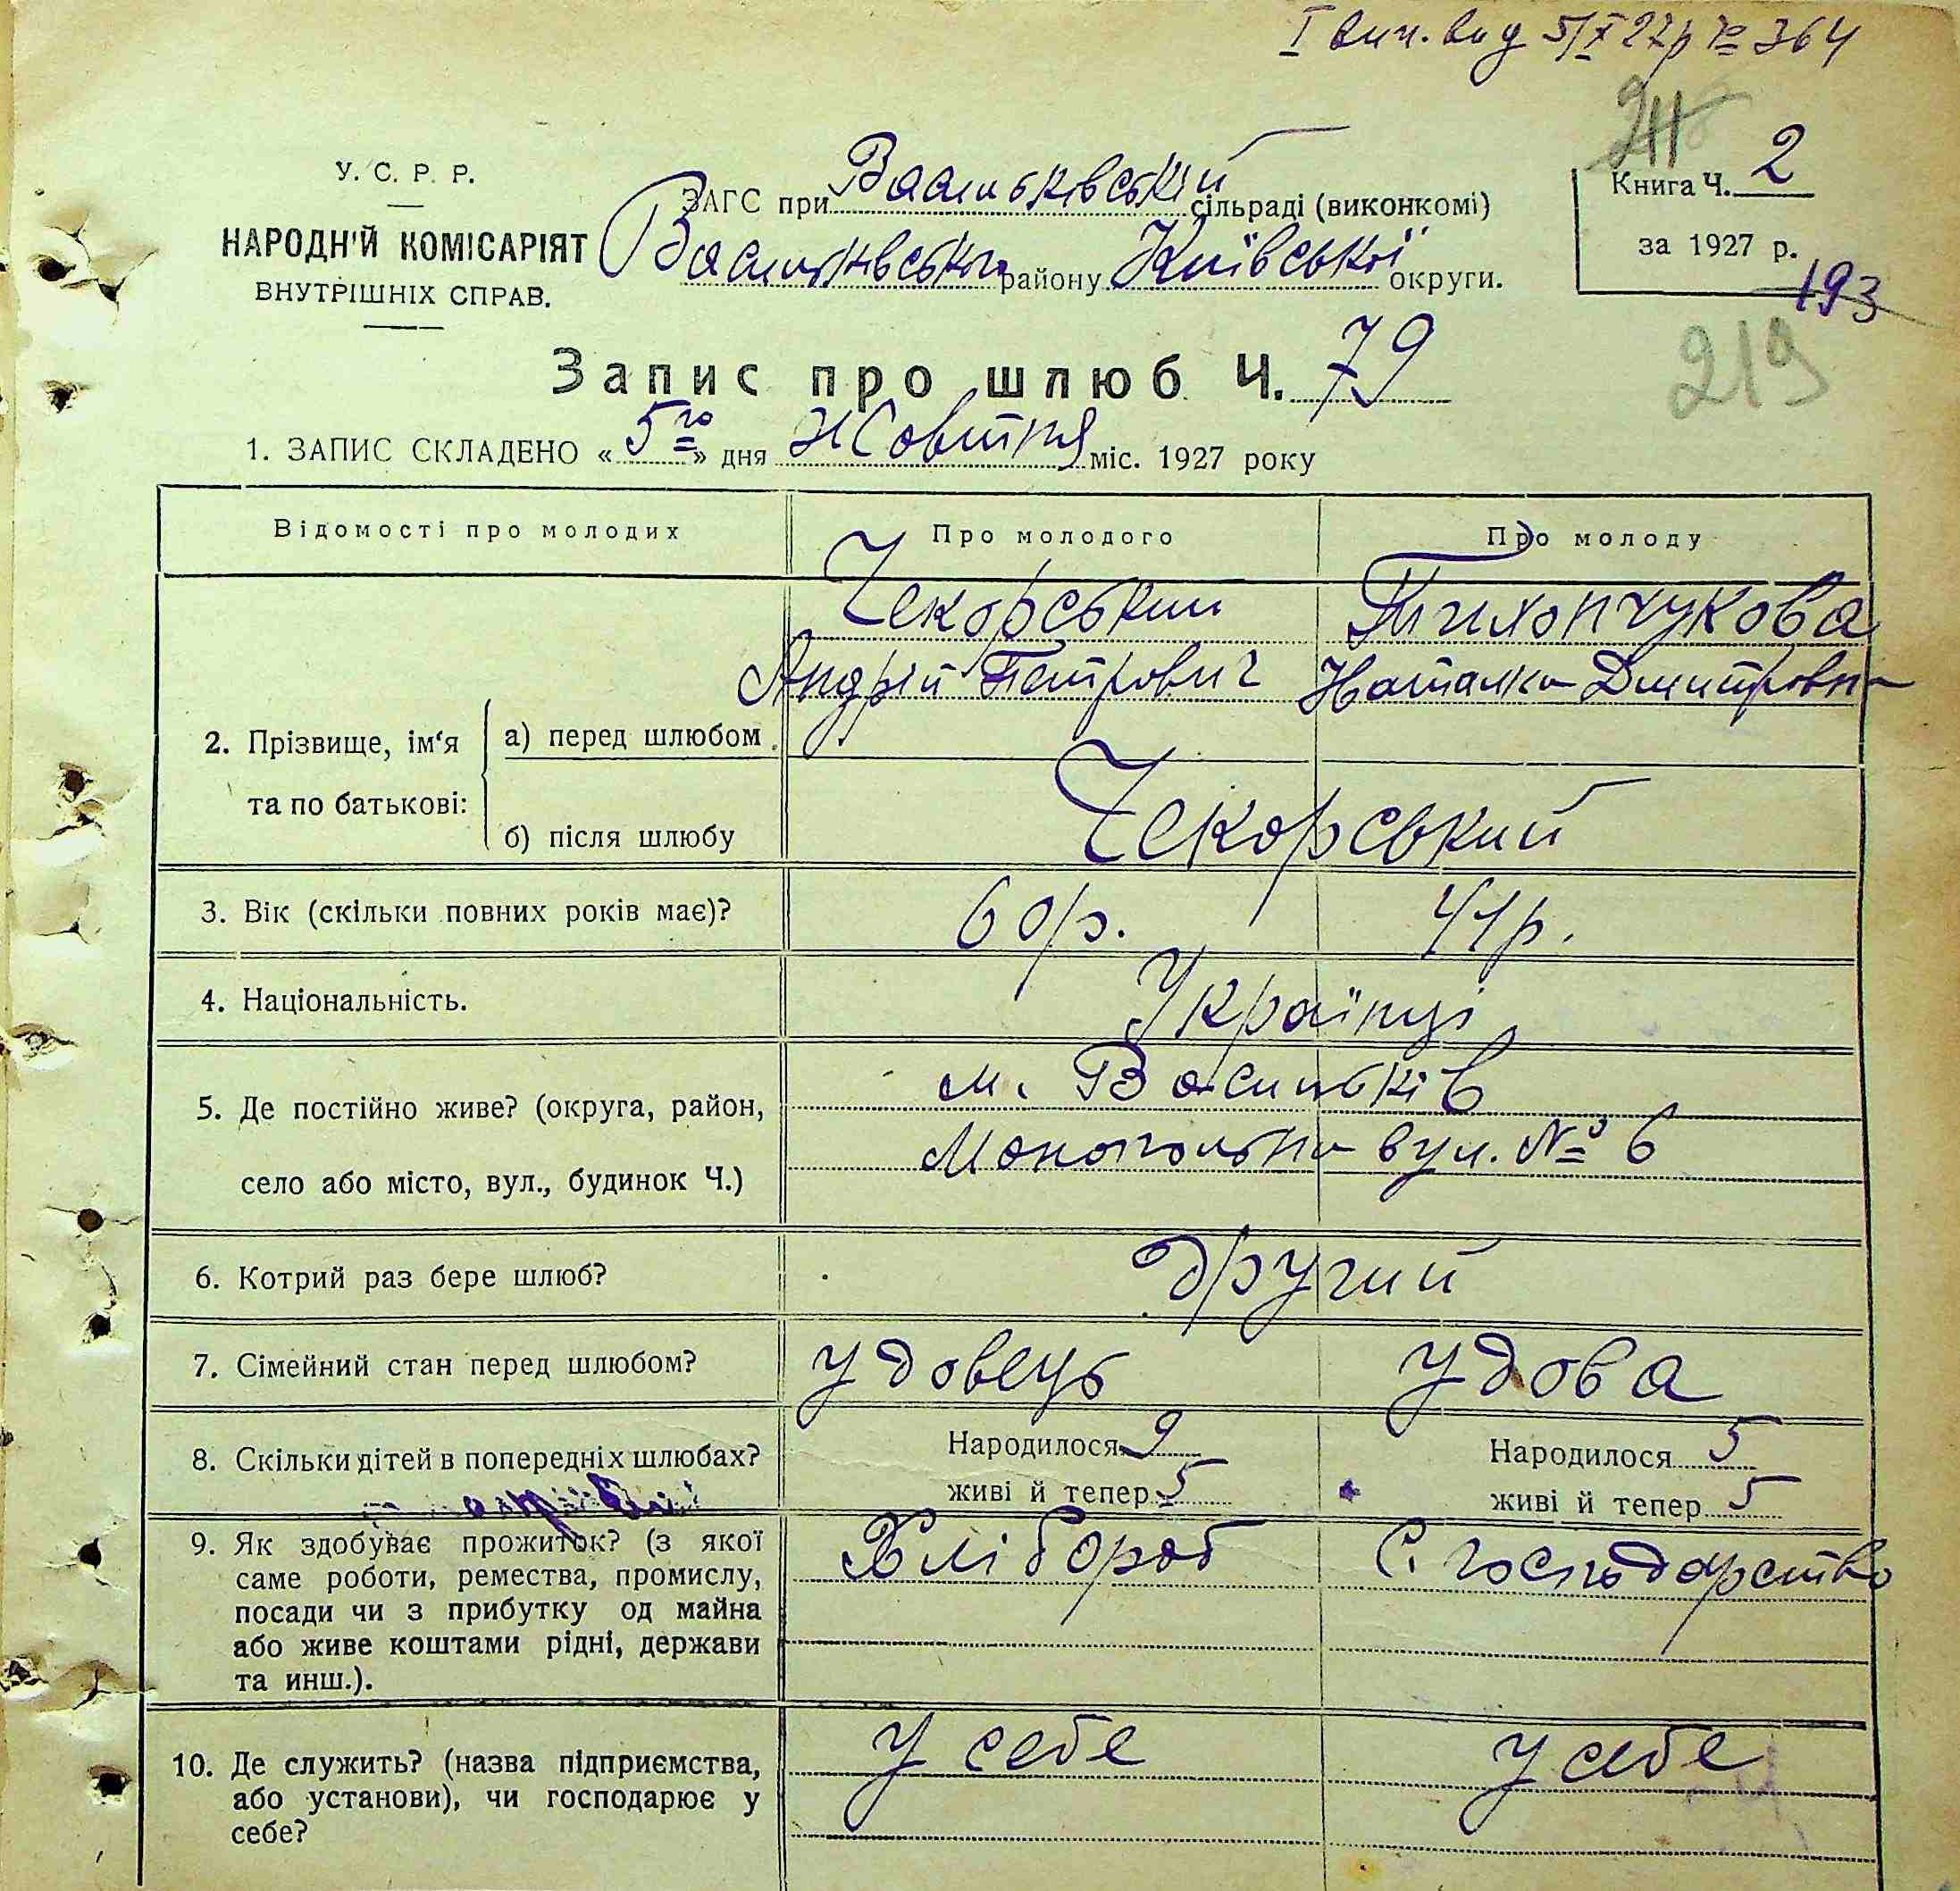 I вич. вид 5/X 27р № 364
У. С. Р. Р.
НАРОДНІЙ КОМІСАРІЯТ
ВНУТРІШНІХ СПРАВ.
ЗАГС при Васильківський сільраді (виконкомі)
Васильківського району Київської округи.
Книга Ч. 2
за 1927 р.
193
219
Запис про шлюб Ч. 79
1. ЗАПИС СКЛАДЕНО « 5го » дня Жовтня міс. 1927 року
Відомості про молодих Про молодого Про молоду
2. Прізвище, ім'я та по батькові:
а) перед шлюбом
Чекорський
Андрій Петрович
Наталка Дмитровна
б) після шлюбу Чекорський
3. Вік (скільки повних років має)? 60 р. 41 р.
4. Національність. Українці
5. Де постійно живе? (округа, район,
село або місто, вул., будинок Ч.)
м. Васильків
Монопольна вул. № 6
6. Котрий раз бере шлюб? другий
7. Сімейний стан перед шлюбом? удовець удова
8. Скільки дітей в попередніх шлюбах? Народилося 9 Народилося 5
живі й тепер 5 живі й тепер 5
9. Як здобуває прожиток? (з якої Хлібороб С. господарство
саме роботи, ремества, промислу,
посади чи з прибутку од майна
або живе коштами рідні, держави
та инш.).
10. Де служить? (назва підприємства, у себе у себе
або установи), чи господарює у
себе?